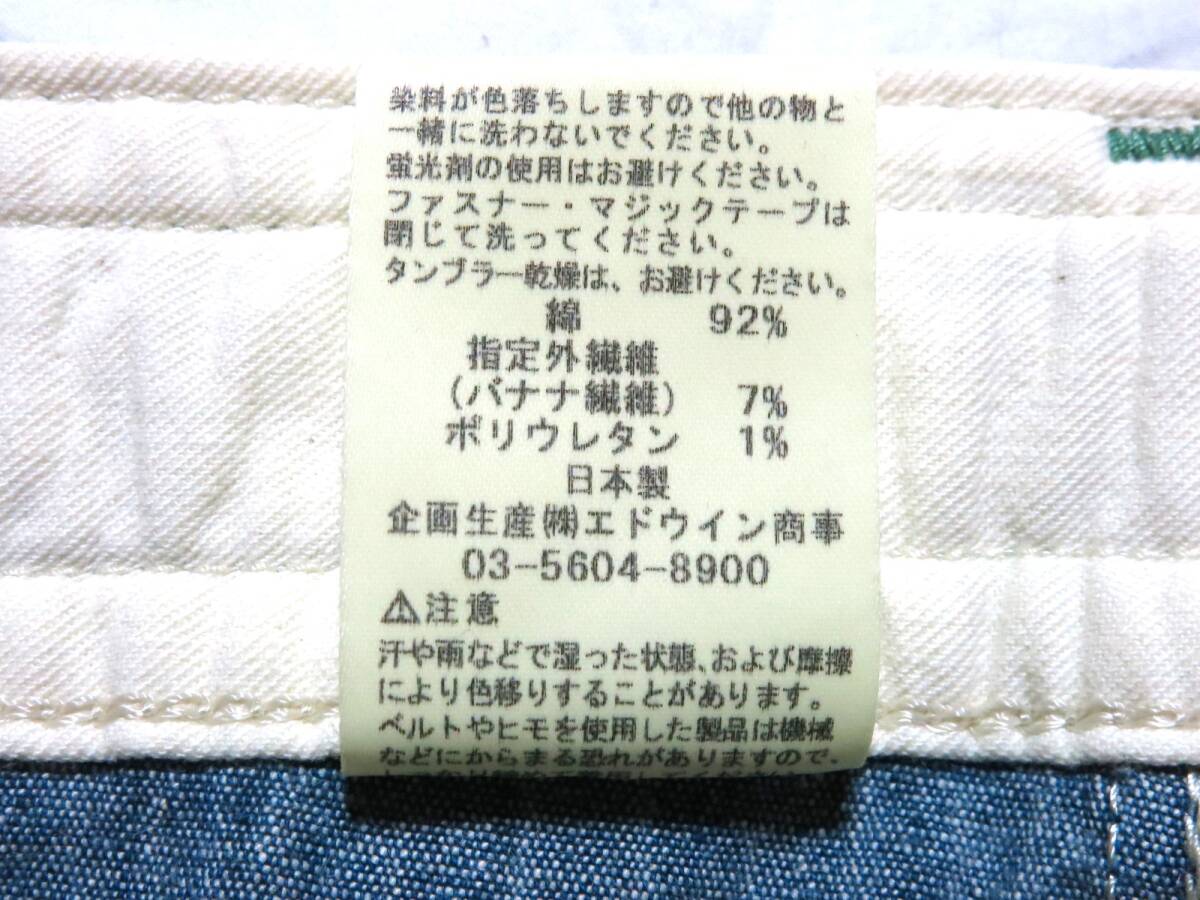 染料が色落ちしますので他の物と
一緒に洗わないでください。
蛍光剤の使用はお避けください。
ファスナー・マジックテープは
閉じて洗ってください。
タンブラー乾燥は、お避けください。
綿 92%
指定外繊維
(バナナ繊維) 7%
ポリウレタン 1%
日本製
企画生産㈱エドウイン商事
03-5604-8900
⚠注意
汗や雨などで湿った状態、および摩擦
により色移りすることがあります。
ベルトやヒモを使用した製品は機械
などにからまる恐れがありますので、